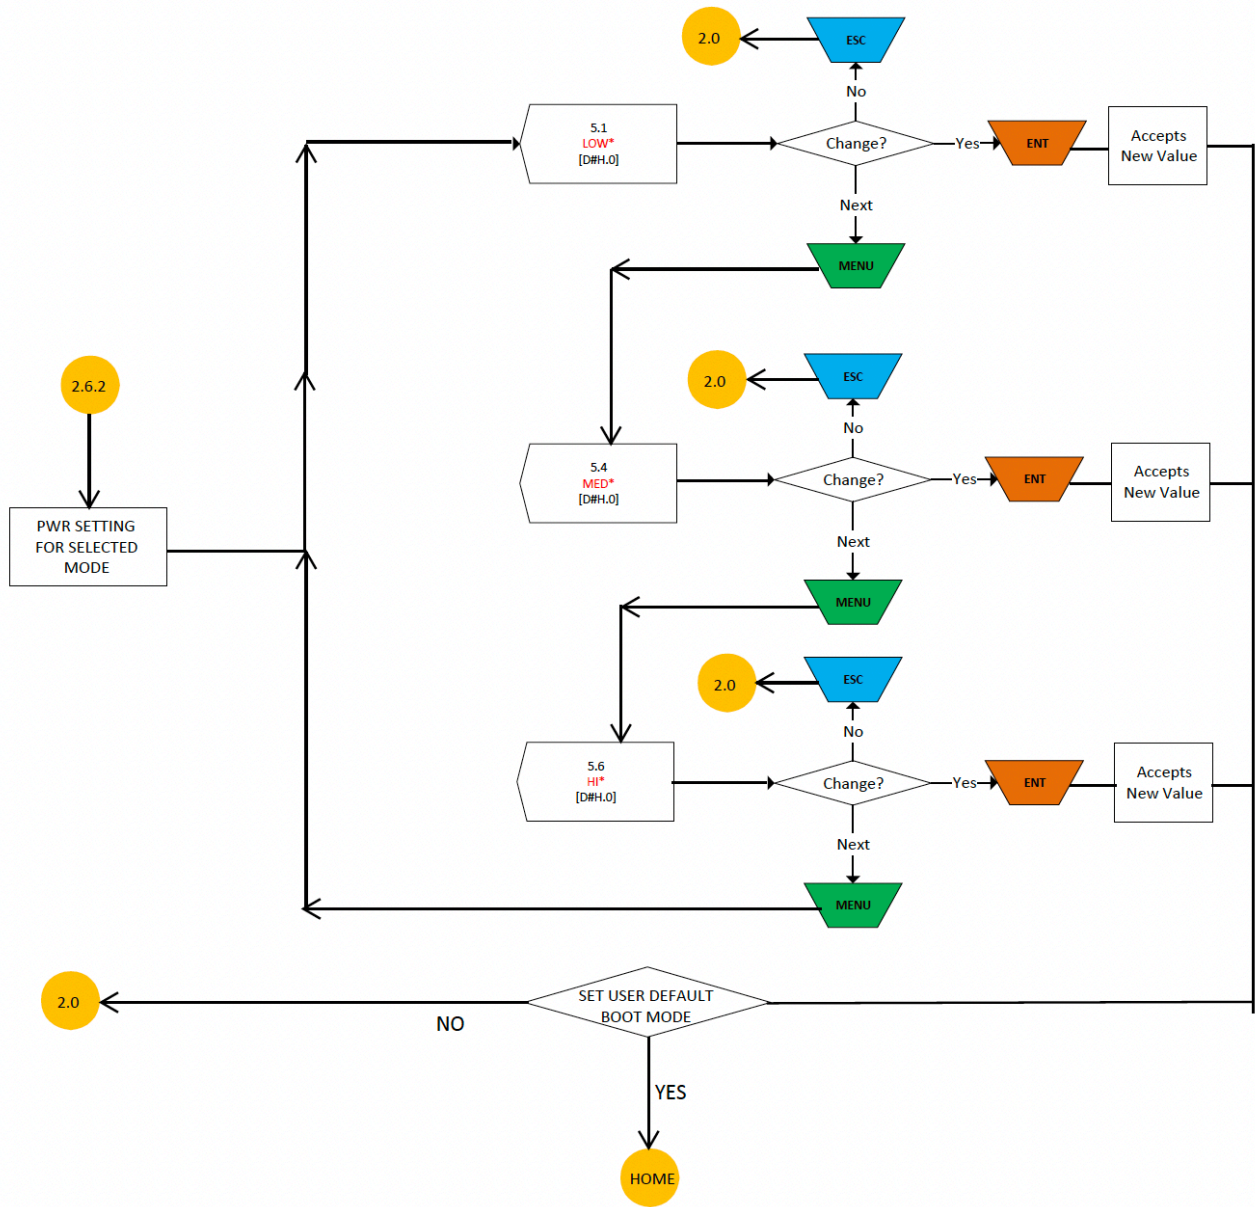 2.0
ESC
No
5.1
LOW*
[D#H.0]
Change?
Yes
ENT
Accepts
New Value
Next
MENU
2.6.2
PWR SETTING
FOR SELECTED
MODE
2.0
ESC
No
5.4
MED*
[D#H.0]
Change?
Yes
ENT
Accepts
New Value
Next
MENU
2.0
ESC
No
5.6
HI*
[D#H.0]
Change?
Yes
ENT
Accepts
New Value
Next
MENU
2.0
NO
SET USER DEFAULT
BOOT MODE
YES
HOME